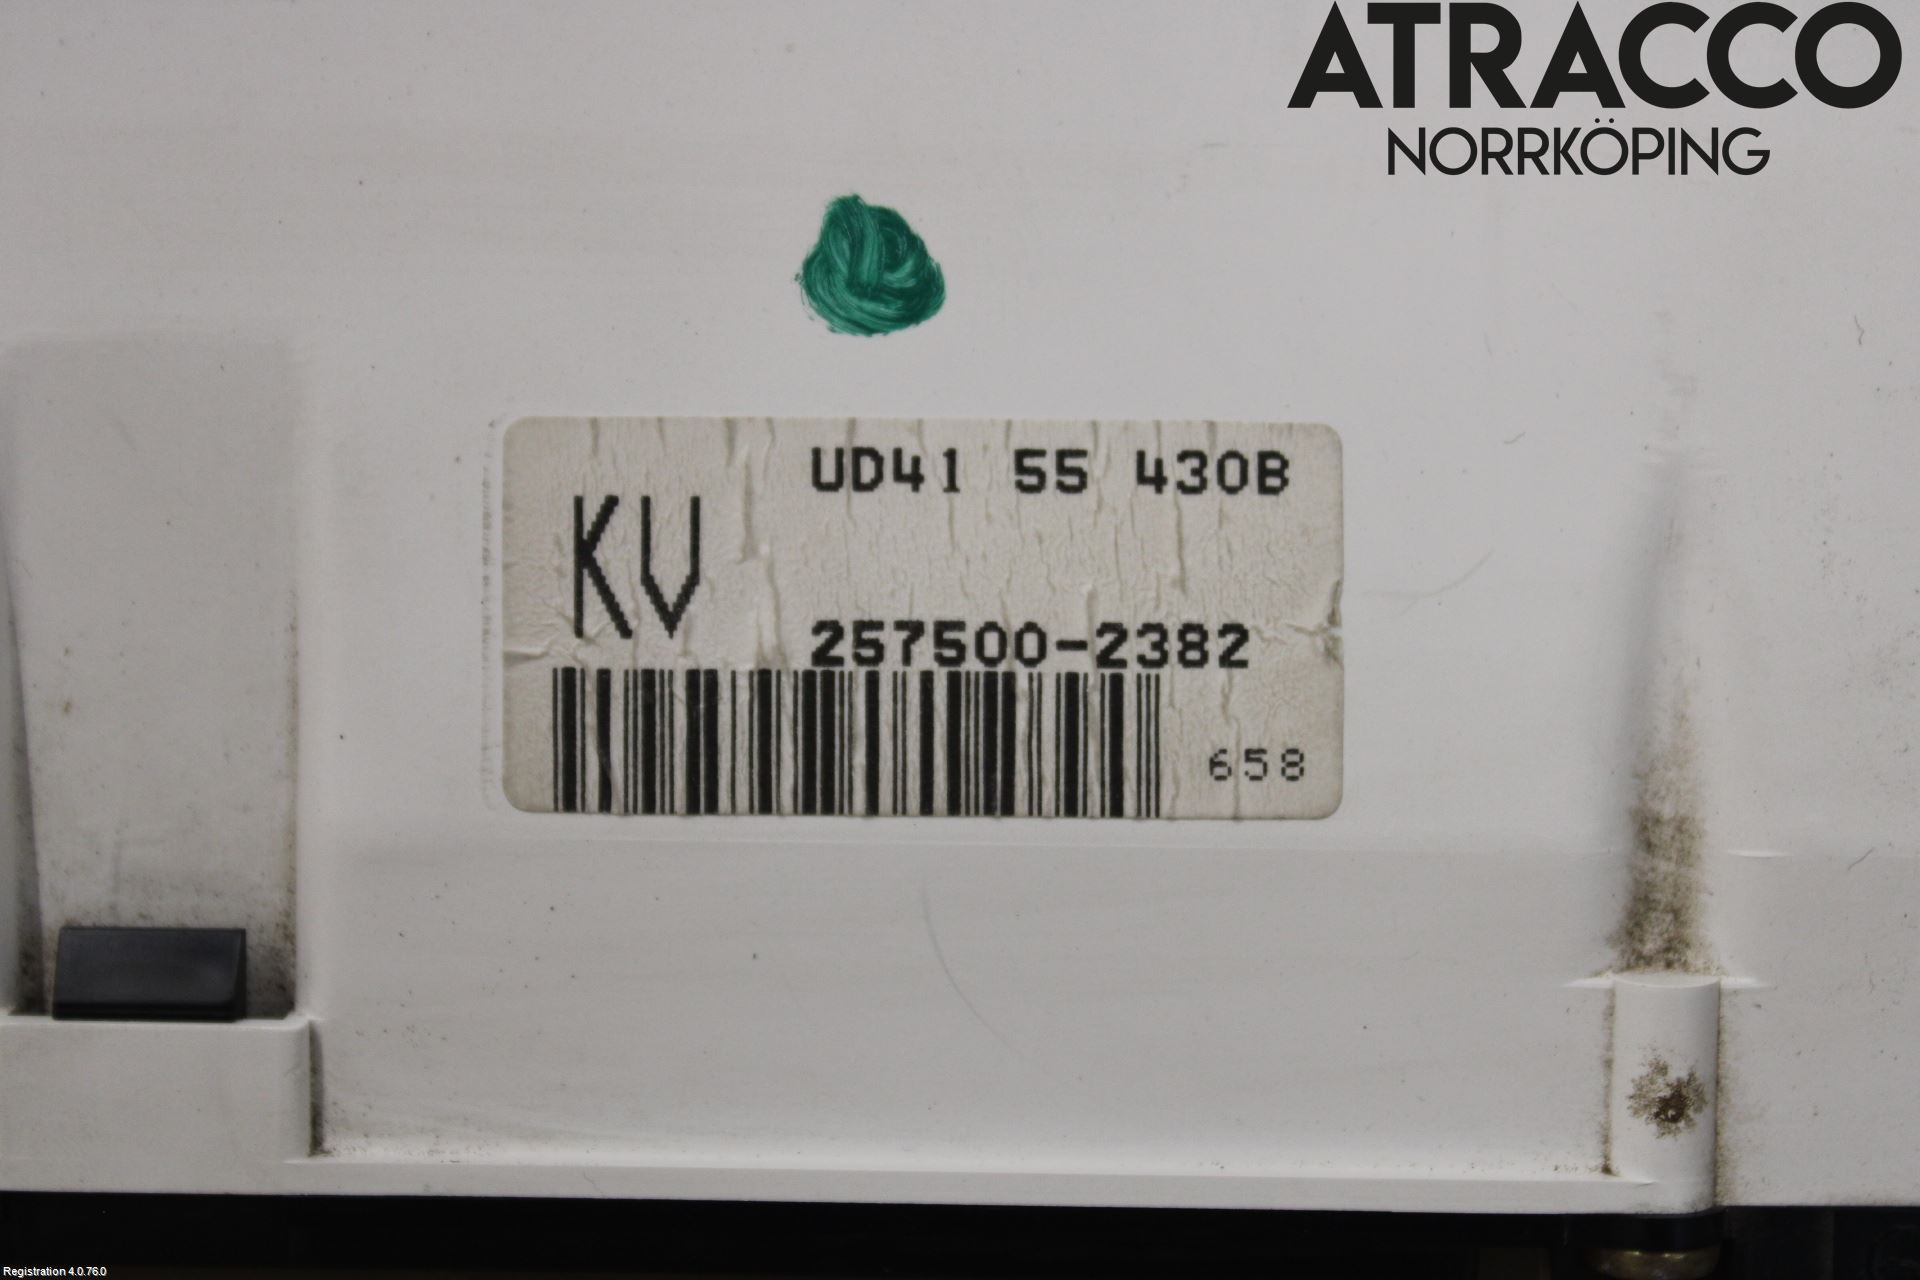 ATRACCO
NORRKÖPING
UD41 55 430B
KV
257500-2382
658
Registration 4.0.76.0